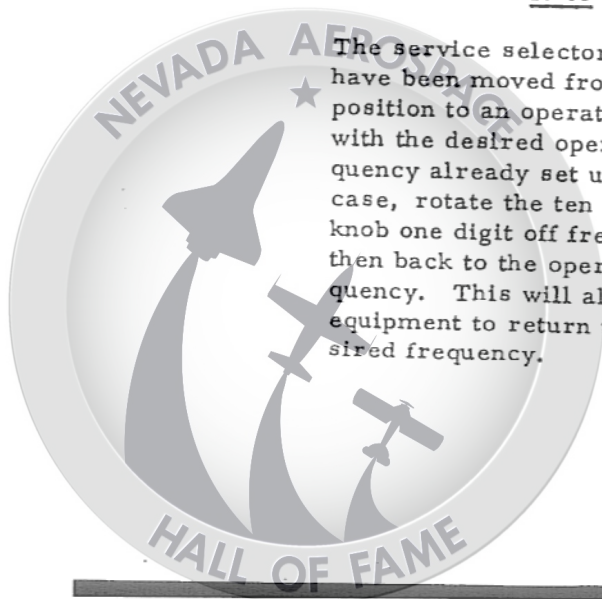 The service selector
have been moved fro
position to an operat
with the desired oper
quency already set u
case, rotate the ten
knob one digit off fre
then back to the oper
quency. This will al
equipment to return
sired frequency.
NEVADA AEROSPACE
HALL OF FAME